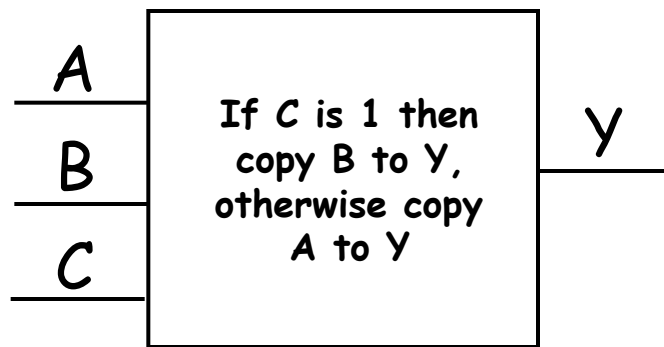 A
B
C
If C is 1 then
copy B to Y,
otherwise copy
A to Y
Y